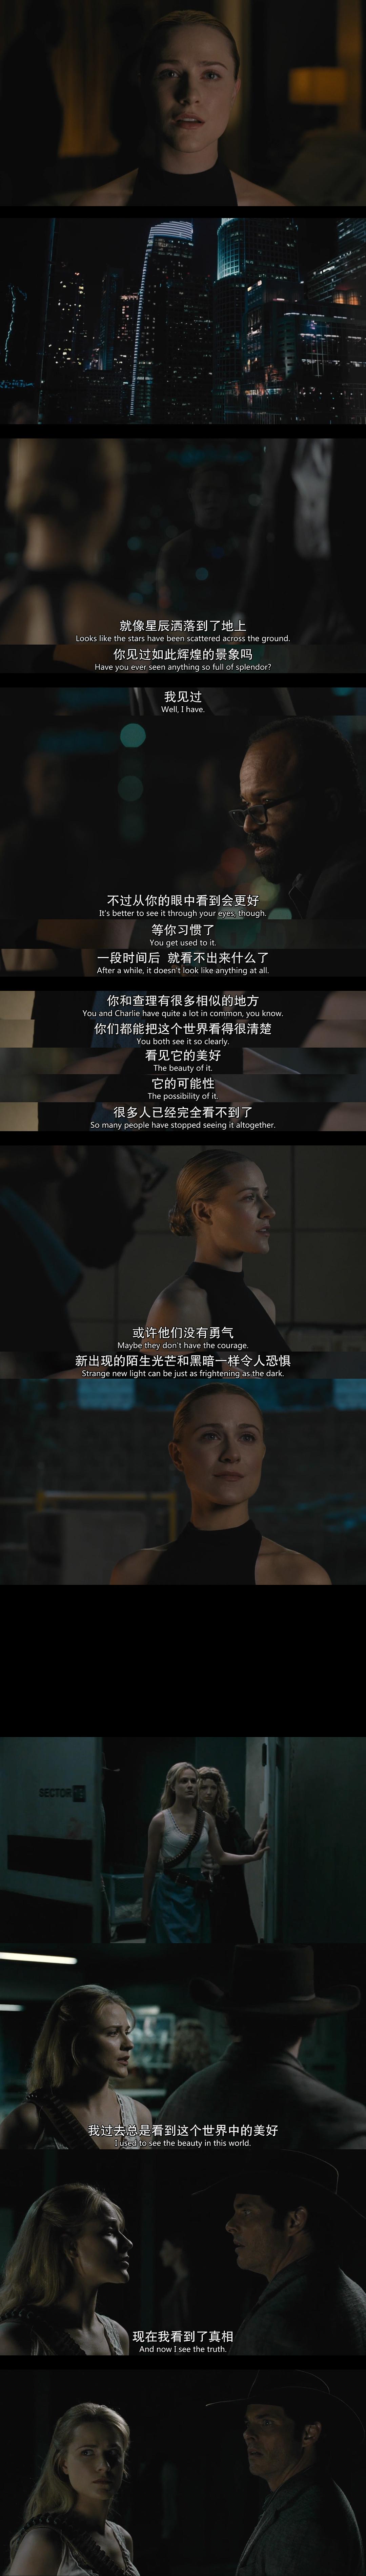 就像星辰洒落到了地上
Looks like the stars have been scattered across the ground.
你见过如此辉煌的景象吗
Have you ever seen anything so full of splendor?
我见过
Well, I have.
不过从你的眼中看到会更好
It's better to see it through your eyes, though.
等你习惯了
You get used to it.
一段时间后 就看不出来什么了
After a while, it doesn't look like anything at all.
你和查理有很多相似的地方
You and Charlie have quite a lot in common, you know.
你们都能把这个世界看得很清楚
You both see it so clearly.
看见它的美好
The beauty of it.
它的可能性
The possibility of it.
很多人已经完全看不到了
So many people have stopped seeing it altogether.
或许他们没有勇气
Maybe they don't have the courage.
新出现的陌生光芒和黑暗一样令人恐惧
Strange new light can be just as frightening as the dark.
SECTOR
我过去总是看到这个世界中的美好
I used to see the beauty in this world.
现在我看到了真相
And now I see the truth.